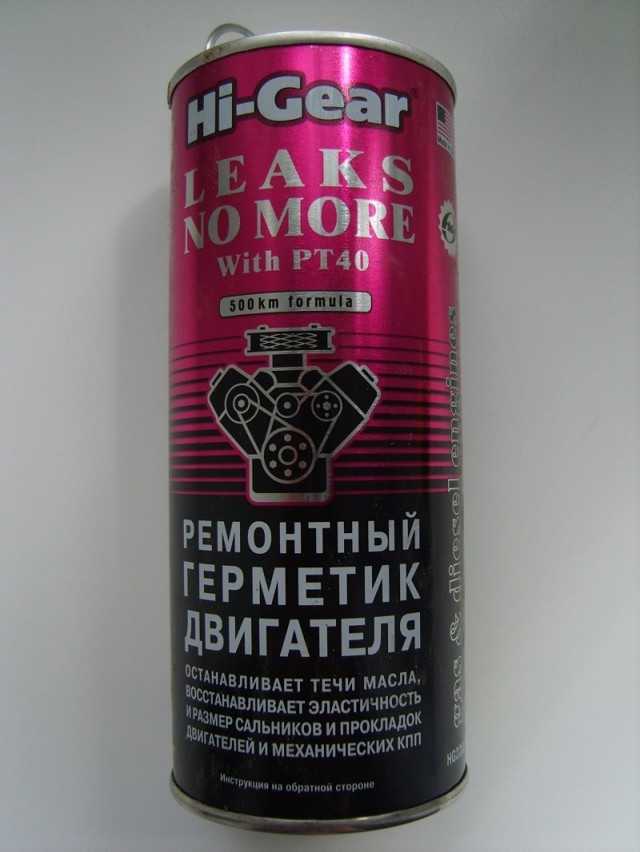 Hi-Gear
LEAKS
NO MORE
With PT40
500km formula
РЕМОНТНЫЙ
ГЕРМЕТИК
ДВИГАТЕЛЯ
ОСТАНАВЛИВАЕТ ТЕЧИ МАСЛА,
ВОССТАНАВЛИВАЕТ ЭЛАСТИЧНОСТЬ
И РАЗМЕР САЛЬНИКОВ И ПРОКЛАДОК
ДВИГАТЕЛЕЙ И МЕХАНИЧЕСКИХ КПП
Инструкция на обратной стороне
gas & diesel engines